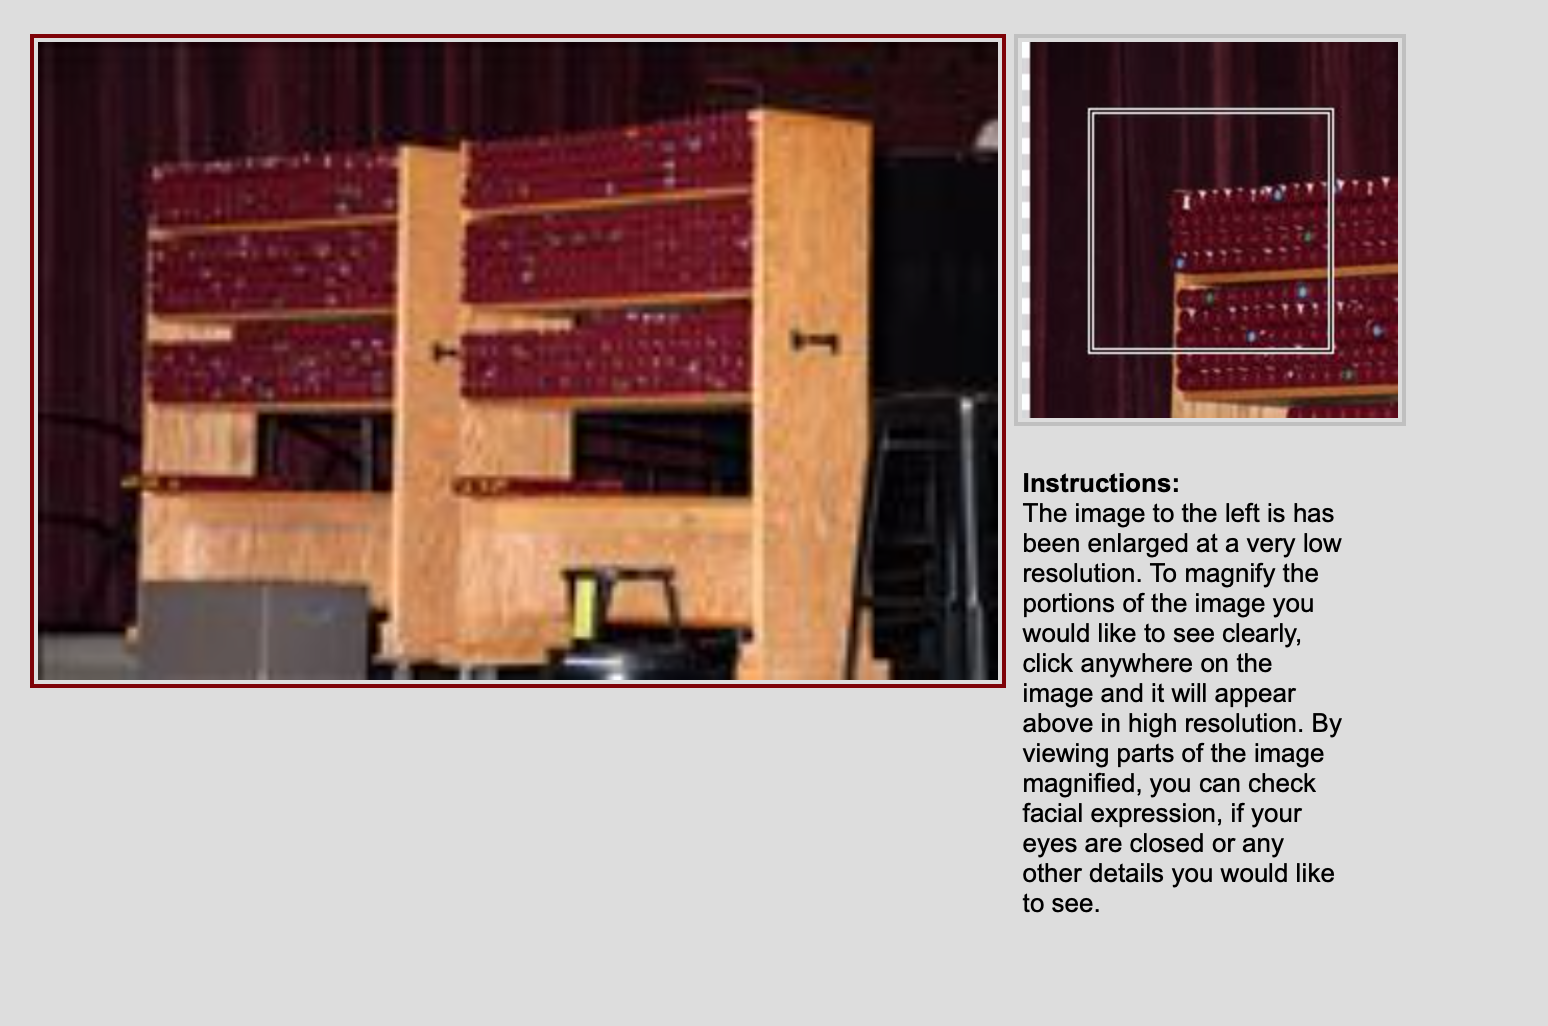 Instructions:
The image to the left is has
been enlarged at a very low
resolution. To magnify the
portions of the image you
would like to see clearly,
click anywhere on the
image and it will appear
above in high resolution. By
viewing parts of the image
magnified, you can check
facial expression, if your
eyes are closed or any
other details you would like
to see.